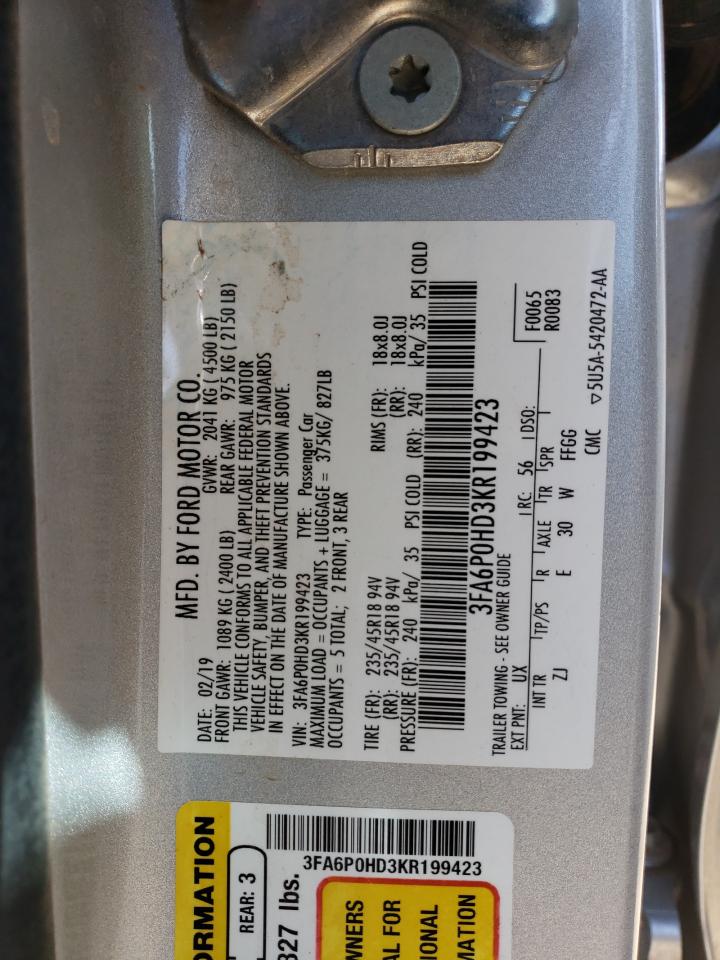 MFD. BY FORD MOTOR CO.
DATE: 02/19 GVWR: 2041 KG ( 4500 LB)
FRONT GAWR: 1089 KG ( 2400 LB) REAR GAWR: 975 KG ( 2150 LB)
THIS VEHICLE CONFORMS TO ALL APPLICABLE FEDERAL MOTOR
VEHICLE SAFETY, BUMPER, AND THEFT PREVENTION STANDARDS
IN EFFECT ON THE DATE OF MANUFACTURE SHOWN ABOVE.
VIN: 3FA6P0HD3KR199423 TYPE: Passenger Car
MAXIMUM LOAD = OCCUPANTS + LUGGAGE = 375KG/ 827LB
OCCUPANTS = 5 TOTAL; 2 FRONT, 3 REAR
TIRE (FR): 235/45R18 94V RIMS (FR): 18x8.0J
(RR): 235/45R18 94V (RR): 18x8.0J
PRESSURE (FR): 240 kPa/ 35 PSI COLD (RR): 240 kPa/ 35 PSI COLD
3FA6P0HD3KR199423
TRAILER TOWING - SEE OWNER GUIDE
EXT PNT: UX RC: 56 DSO:
F0065
R0083
INT TR TP/PS R AXLE TR SPR
ZJ E 30 W FFGG
CMC ▽5U5A-5420472-AA
ORMATION
REAR: 3
327 lbs.
3FA6P0HD3KR199423
WNERS
AL FOR
IONAL
MATION